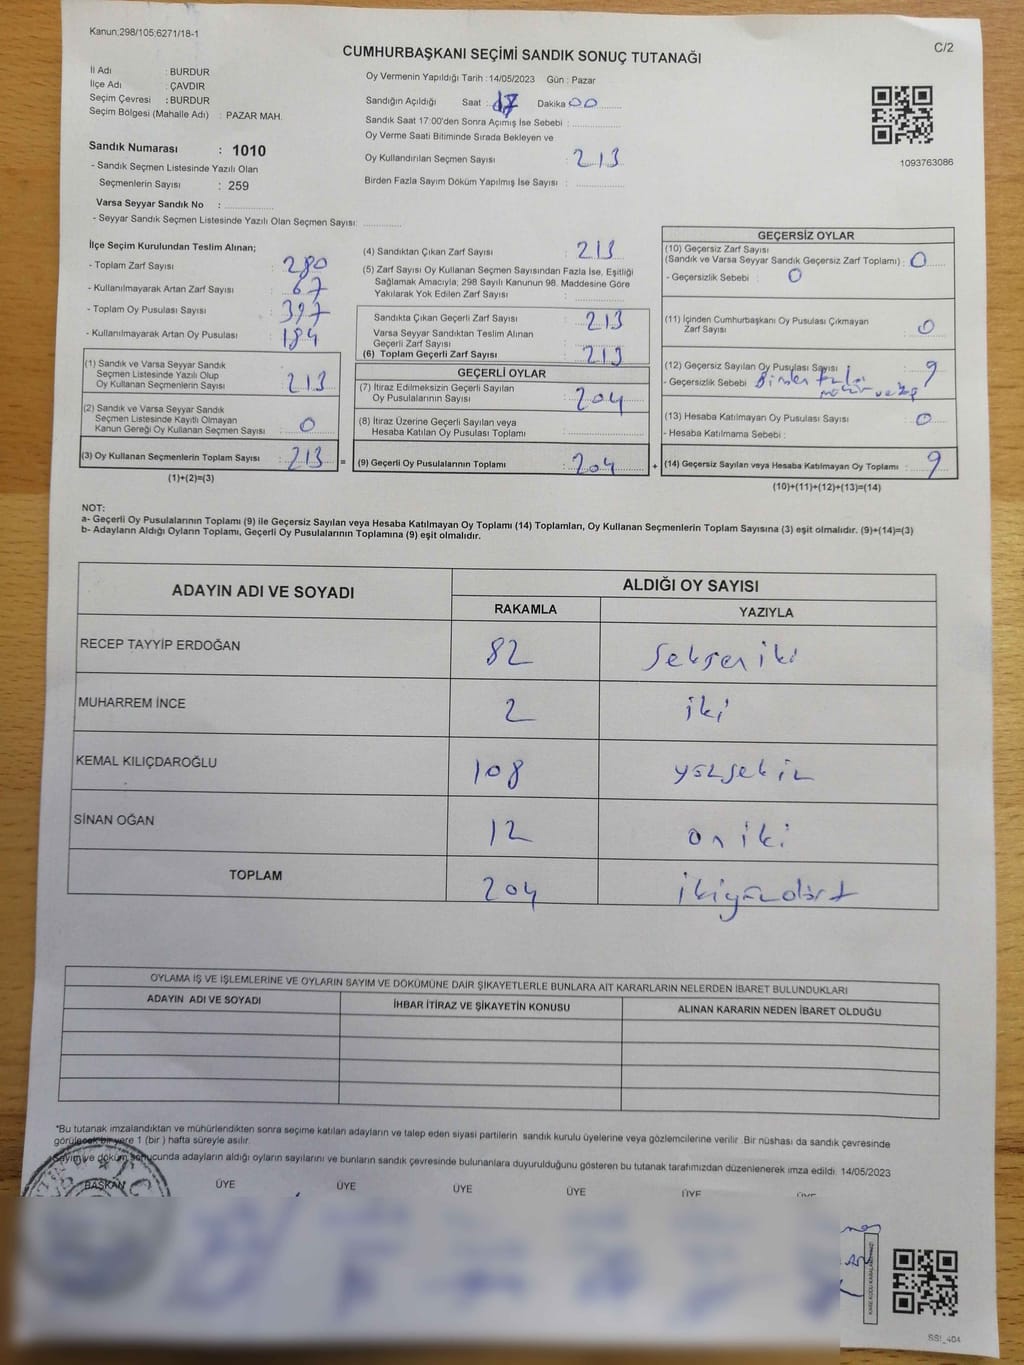 Kanun;298/105;6271/18-1
C/2
CUMHURBAŞKANI SEÇİMİ SANDIK SONUÇ TUTANAĞI
İl Adı : BURDUR
İlçe Adı : ÇAVDIR
Seçim Çevresi : BURDUR
Seçim Bölgesi (Mahalle Adı) : PAZAR MAH.
Sandık Numarası : 1010
- Sandık Seçmen Listesinde Yazılı Olan
Seçmenlerin Sayısı : 259
Varsa Seyyar Sandık No :
- Seyyar Sandık Seçmen Listesinde Yazılı Olan Seçmen Sayısı:
Oy Vermenin Yapıldığı Tarih : 14/05/2023 Gün : Pazar
Sandığın Açıldığı Saat : 17 Dakika 00
Sandık Saat 17:00'den Sonra Açılmış İse Sebebi :
Oy Verme Saati Bitiminde Sırada Bekleyen ve
Oy Kullandırılan Seçmen Sayısı : 213
Birden Fazla Sayım Döküm Yapılmış İse Sayısı :
1093763086
İlçe Seçim Kurulundan Teslim Alınan;
- Toplam Zarf Sayısı : 280
- Kullanılmayarak Artan Zarf Sayısı : 67
- Toplam Oy Pusulası Sayısı : 397
- Kullanılmayarak Artan Oy Pusulası : 184
(1) Sandık ve Varsa Seyyar Sandık
Seçmen Listesinde Yazılı Olup
Oy Kullanan Seçmenlerin Sayısı : 213
(2) Sandık ve Varsa Seyyar Sandık
Seçmen Listesinde Kayıtlı Olmayan
Kanun Gereği Oy Kullanan Seçmen Sayısı : 0
(3) Oy Kullanan Seçmenlerin Toplam Sayısı : 213 =
(1)+(2)=(3)
(4) Sandıktan Çıkan Zarf Sayısı : 213
(5) Zarf Sayısı Oy Kullanan Seçmen Sayısından Fazla İse, Eşitliği
Sağlamak Amacıyla; 298 Sayılı Kanunun 98. Maddesine Göre
Yakılarak Yok Edilen Zarf Sayısı :
Sandıkta Çıkan Geçerli Zarf Sayısı : 213
Varsa Seyyar Sandıktan Teslim Alınan
Geçerli Zarf Sayısı :
(6) Toplam Geçerli Zarf Sayısı : 213
GEÇERLİ OYLAR
(7) İtiraz Edilmeksizin Geçerli Sayılan
Oy Pusulalarının Sayısı : 204
(8) İtiraz Üzerine Geçerli Sayılan veya
Hesaba Katılan Oy Pusulası Toplamı :
(9) Geçerli Oy Pusulalarının Toplamı : 204 +
GEÇERSİZ OYLAR
(10) Geçersiz Zarf Sayısı
(Sandık ve Varsa Seyyar Sandık Geçersiz Zarf Toplamı) : 0
- Geçersizlik Sebebi : 0
(11) İçinden Cumhurbaşkanı Oy Pusulası Çıkmayan
Zarf Sayısı : 0
(12) Geçersiz Sayılan Oy Pusulası Sayısı : 9
- Geçersizlik Sebebi : Birden Fazla
mühür
(13) Hesaba Katılmayan Oy Pusulası Sayısı : 0
- Hesaba Katılmama Sebebi :
(14) Geçersiz Sayılan veya Hesaba Katılmayan Oy Toplamı : 9
(10)+(11)+(12)+(13)=(14)
NOT:
a- Geçerli Oy Pusulalarının Toplamı (9) ile Geçersiz Sayılan veya Hesaba Katılmayan Oy Toplamı (14) Toplamları, Oy Kullanan Seçmenlerin Toplam Sayısına (3) eşit olmalıdır. (9)+(14)=(3)
b- Adayların Aldığı Oyların Toplamı, Geçerli Oy Pusulalarının Toplamına (9) eşit olmalıdır.
ADAYIN ADI VE SOYADI
ALDIĞI OY SAYISI
RAKAMLA YAZIYLA
RECEP TAYYİP ERDOĞAN 82 Seksen iki
MUHARREM İNCE 2 iki
KEMAL KILIÇDAROĞLU 108 yüzsekiz
SİNAN OĞAN 12 on iki
TOPLAM 204 ikiyüzdört
OYLAMA İŞ VE İŞLEMLERİNE VE OYLARIN SAYIM VE DÖKÜMÜNE DAİR ŞİKAYETLERLE BUNLARA AİT KARARLARIN NELERDEN İBARET BULUNDUKLARI
ADAYIN ADI VE SOYADI İHBAR İTİRAZ VE ŞİKAYETİN KONUSU ALINAN KARARIN NEDEN İBARET OLDUĞU
*Bu tutanak imzalandıktan ve mühürlendikten sonra seçime katılan adayların ve talep eden siyasi partilerin sandık kurulu üyelerine veya gözlemcilerine verilir. Bir nüshası da sandık çevresinde
görülecek bir yere 1 (bir ) hafta süreyle asılır.
Sayım ve döküm sonucunda adayların aldığı oyların sayılarını ve bunların sandık çevresinde bulunanlara duyurulduğunu gösteren bu tutanak tarafımızdan düzenlenerek imza edildi. 14/05/2023
BAŞKAN ÜYE ÜYE ÜYE ÜYE ÜYE ÜYE
SSİ_404